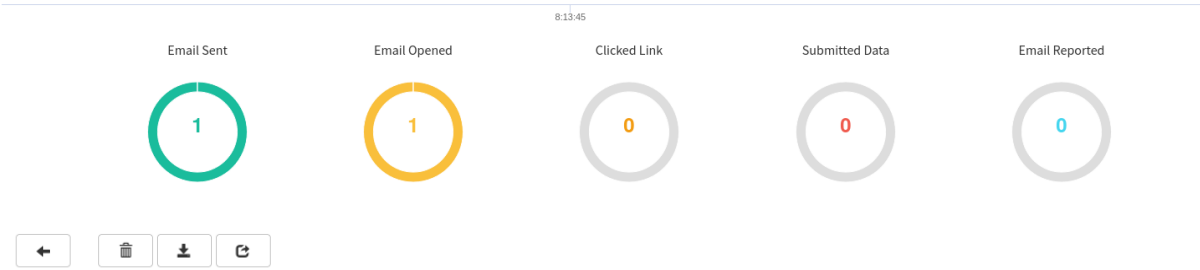 8:13:45
Email Sent
Email Opened
Clicked Link
Submitted Data
Email Reported
1
1
0
0
0